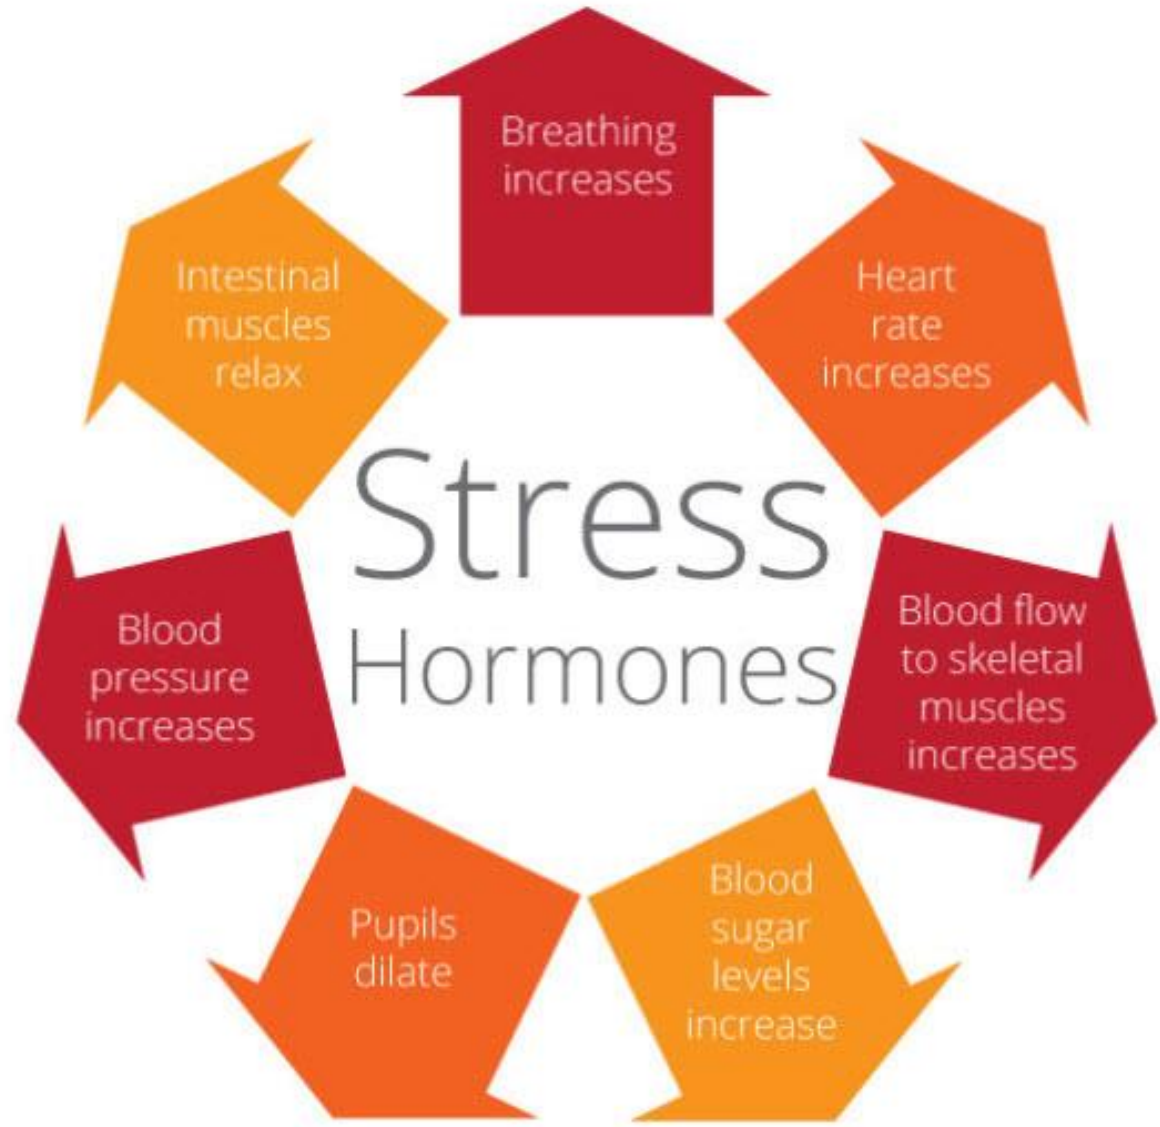 Breathing
increases
Heart
rate
increases
Blood flow
to skeletal
muscles
increases
Blood
sugar
levels
increase
Pupils
dilate
Blood
pressure
increases
Intestinal
muscles
relax
Stress
Hormones